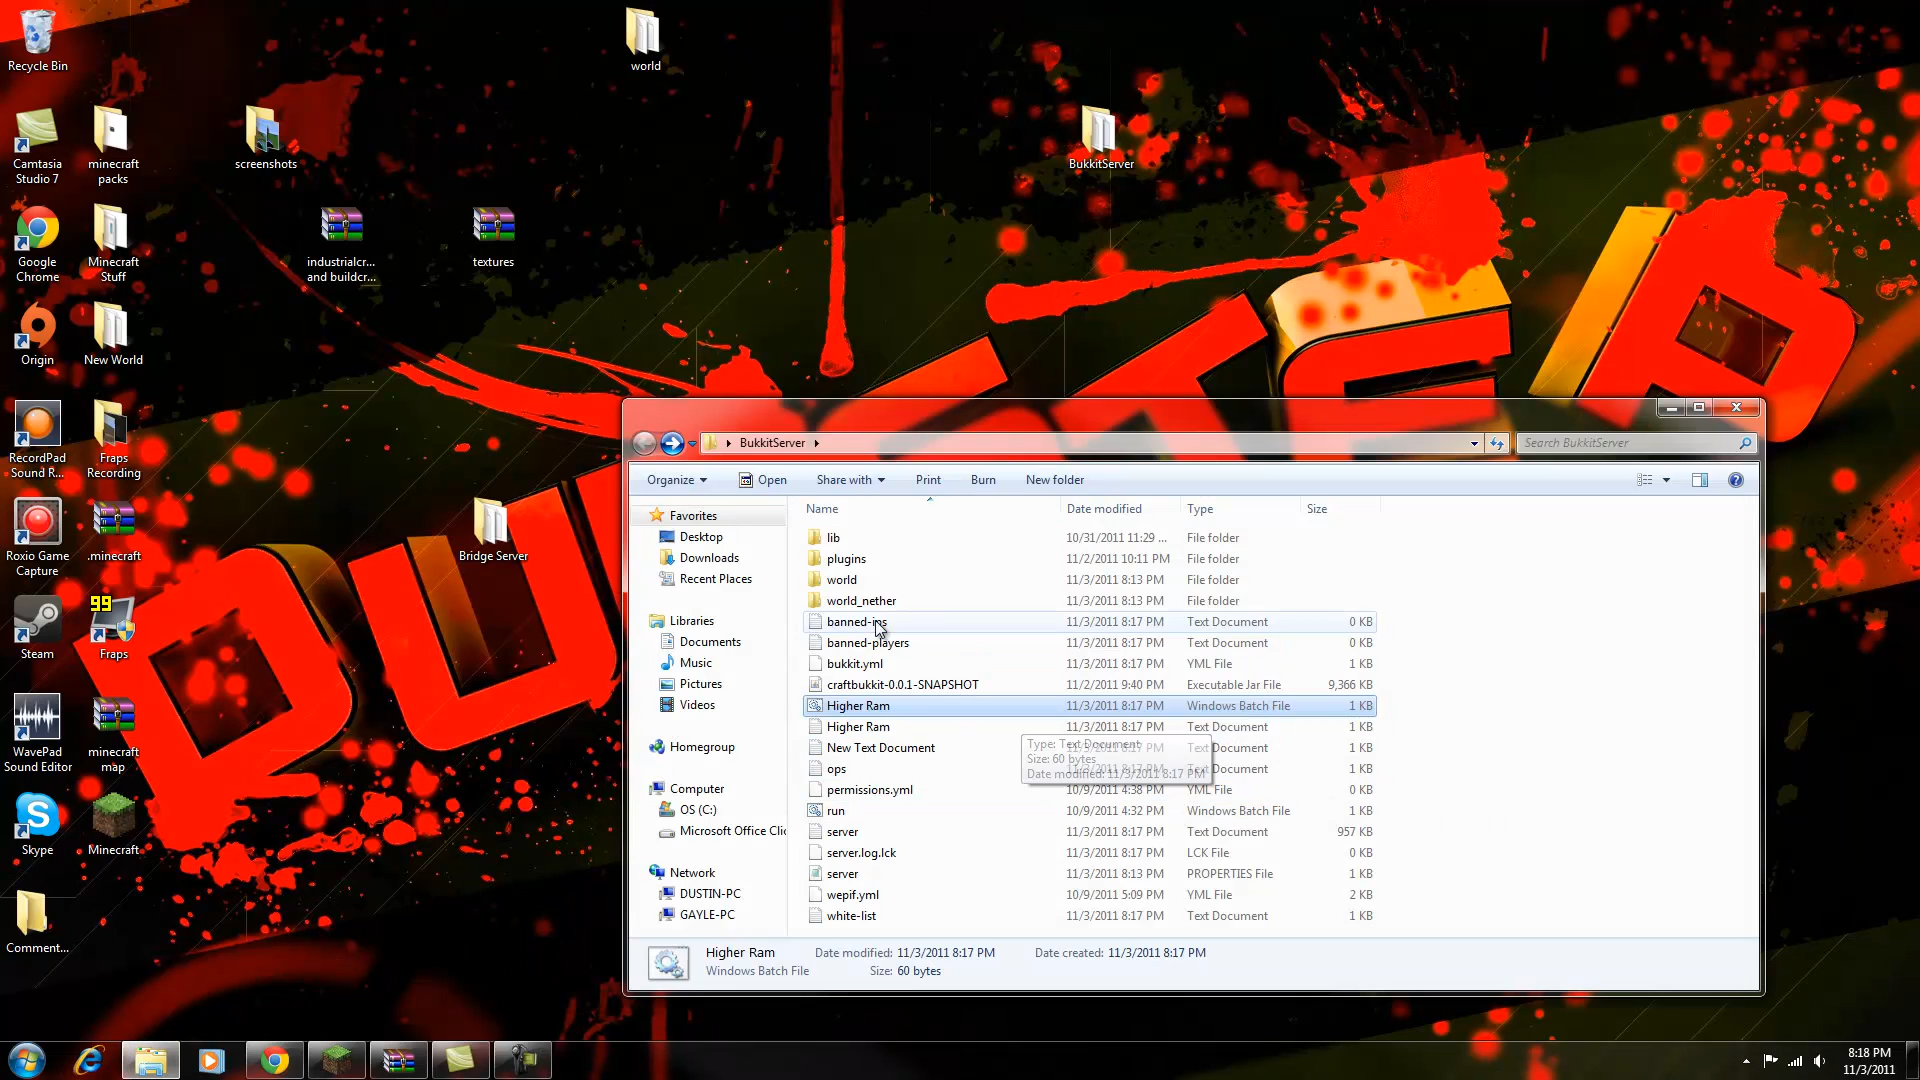 Recycle Bin
world
Camtasia
Studio 7
minecraft
packs
screenshots
BukkitServer
Google
Chrome
Minecraft
Stuff
industrialcr...
and buildcr...
textures
Origin
New World
RecordPad
Sound R...
Fraps
Recording
Roxio Game
Capture
.minecraft
Bridge Server
99
Steam
Fraps
WavePad
Sound Editor
minecraft
map
Skype
Minecraft
Comment...
BukkitServer
Search BukkitServer
Organize
Open
Share with
Print
Burn
New folder
Favorites
Desktop
Downloads
Recent Places
Libraries
Documents
Music
Pictures
Videos
Homegroup
Computer
OS (C:)
Microsoft Office Clic
Network
DUSTIN-PC
GAYLE-PC
Name Date modified Type Size
lib 10/31/2011 11:29 ... File folder
plugins 11/2/2011 10:11 PM File folder
world 11/3/2011 8:13 PM File folder
world_nether 11/3/2011 8:13 PM File folder
banned-ips 11/3/2011 8:17 PM Text Document 0 KB
banned-players 11/3/2011 8:17 PM Text Document 0 KB
bukkit.yml 11/3/2011 8:17 PM YML File 1 KB
craftbukkit-0.0.1-SNAPSHOT 11/2/2011 9:40 PM Executable Jar File 9,366 KB
Higher Ram 11/3/2011 8:17 PM Windows Batch File 1 KB
Higher Ram 11/3/2011 8:17 PM Text Document 1 KB
New Text Document 1 KB
ops 1 KB
permissions.yml 10/9/2011 4:38 PM YML File 0 KB
run 10/9/2011 4:32 PM Windows Batch File 1 KB
server 11/3/2011 8:17 PM Text Document 957 KB
server.log.lck 11/3/2011 8:17 PM LCK File 0 KB
server 11/3/2011 8:13 PM PROPERTIES File 1 KB
wepif.yml 10/9/2011 5:09 PM YML File 2 KB
white-list 11/3/2011 8:17 PM Text Document 1 KB
Type: Text Document
Size: 60 bytes
Date modified: 11/3/2011 8:17 PM
Higher Ram Date modified: 11/3/2011 8:17 PM Date created: 11/3/2011 8:17 PM
Windows Batch File Size: 60 bytes
8:18 PM
11/3/2011